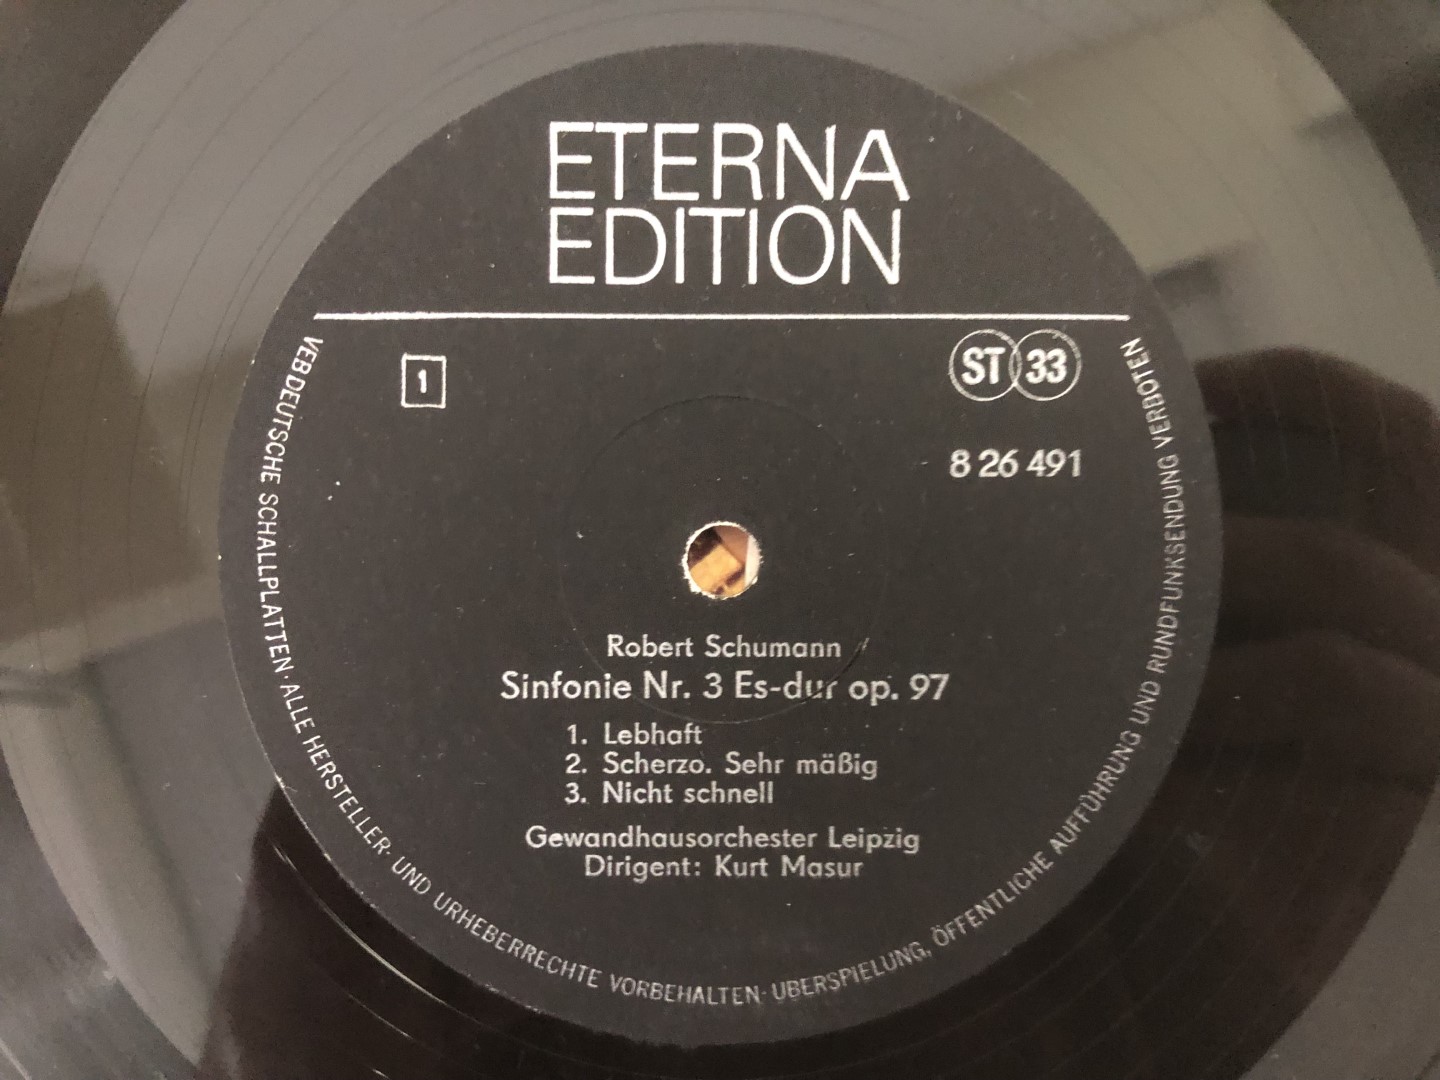 ETERNA
EDITION
1
ST 33
8 26 491
Robert Schumann
Sinfonie Nr. 3 Es-dur op. 97
1. Lebhaft
2. Scherzo. Sehr mäßig
3. Nicht schnell
Gewandhausorchester Leipzig
Dirigent: Kurt Masur
VEB DEUTSCHE SCHALLPLATTEN· ALLE HERSTELLER- UND URHEBERRECHTE VORBEHALTEN· ÜBERSPIELUNG, ÖFFENTLICHE AUFFÜHRUNG UND RUNDFUNKSENDUNG VERBOTEN